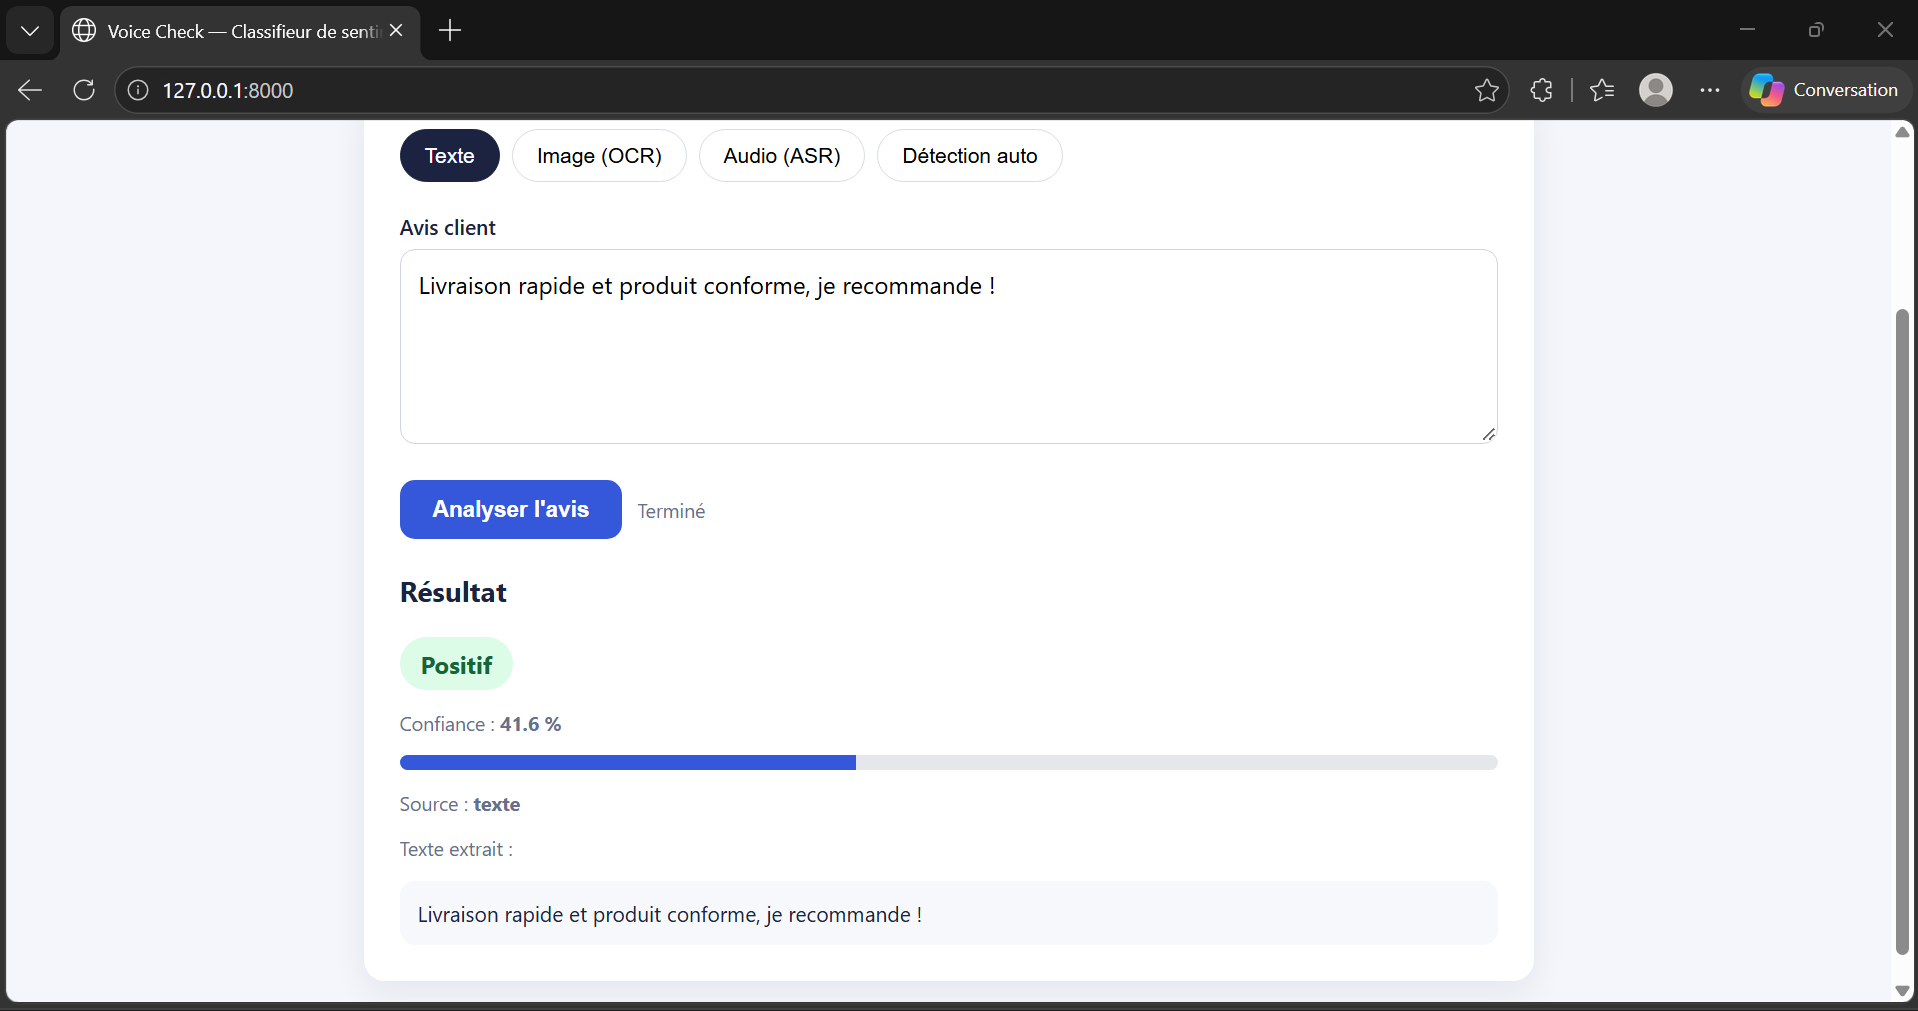 Voice Check — Classifieur de senti
127.0.0.1:8000
Conversation
Texte
Image (OCR)
Audio (ASR)
Détection auto
Avis client
Livraison rapide et produit conforme, je recommande !
Analyser l'avis
Terminé
Résultat
Positif
Confiance : 41.6 %
Source : texte
Texte extrait :
Livraison rapide et produit conforme, je recommande !